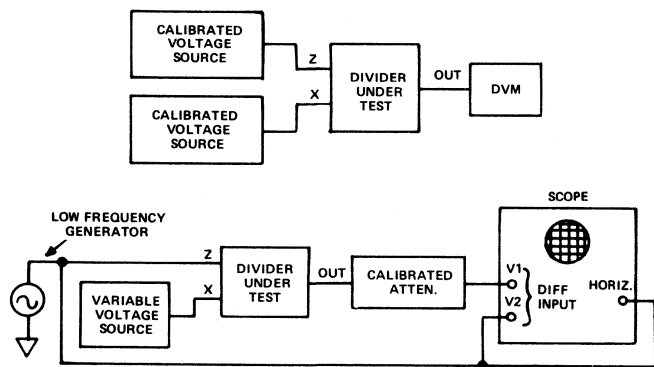 CALIBRATED
VOLTAGE
SOURCE
Z
X
CALIBRATED
VOLTAGE
SOURCE
DIVIDER
UNDER
TEST
OUT
DVM
LOW FREQUENCY
GENERATOR
Z
X
VARIABLE
VOLTAGE
SOURCE
DIVIDER
UNDER
TEST
OUT
CALIBRATED
ATTEN.
SCOPE
V1
V2
DIFF
INPUT
HORIZ.